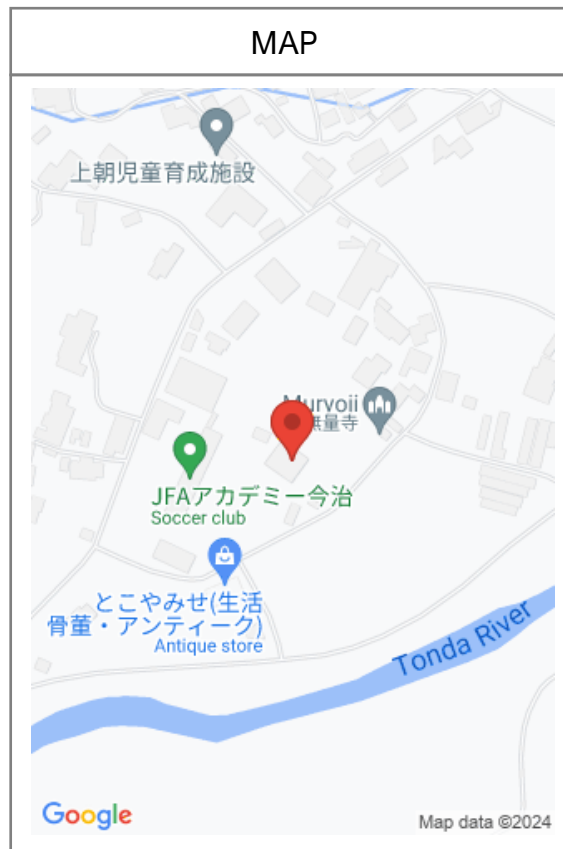 MAP
上朝児童育成施設
Muryoji
無量寺
JFAアカデミー今治
Soccer club
とこやみせ(生活
骨董・アンティーク)
Antique store
Tonda River
Google
Map data ©2024